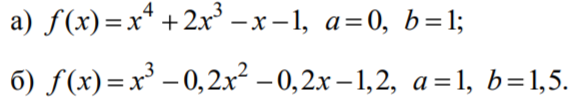 а) f(x) = x⁴ + 2x³ − x − 1, a = 0, b = 1;
б) f(x) = x³ − 0,2x² − 0,2x − 1,2, a = 1, b = 1,5.